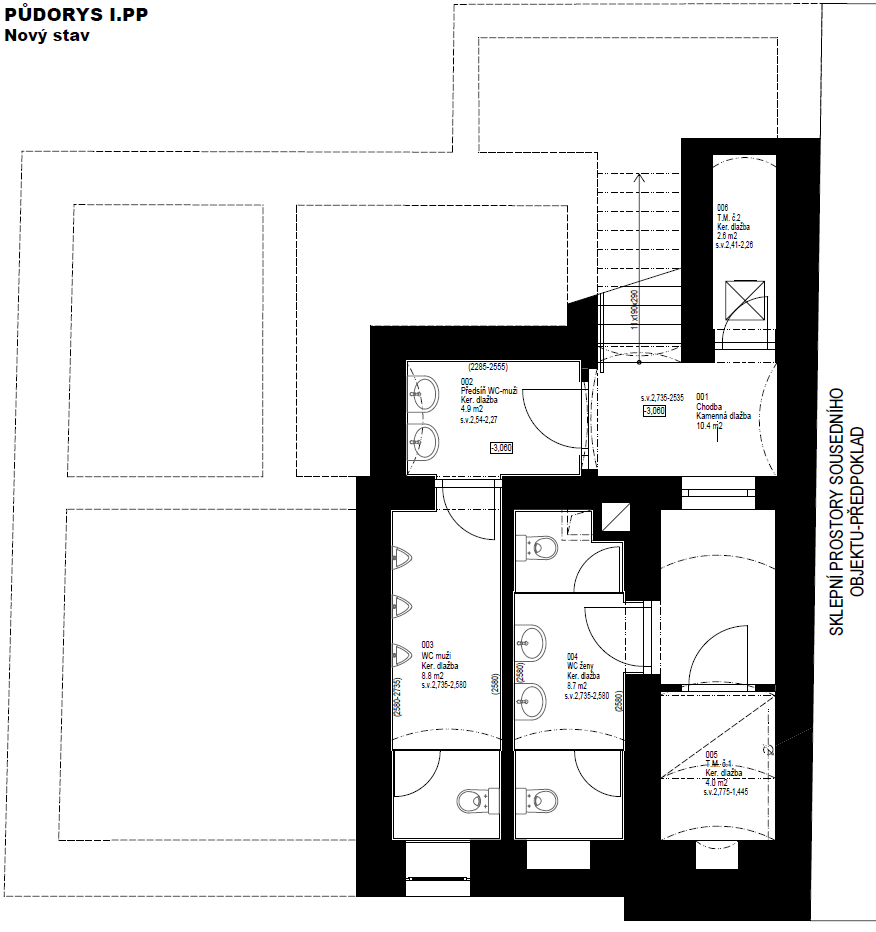 PŮDORYS I.PP
Nový stav
006
T.M. č.2
Ker. dlažba
2.6 m2
s.v.2,41-2,26
11x190x290
(2285-2555)
002
Předsíň WC-muži
Ker. dlažba
4.9 m2
s.v.2,54-2,27
-3,060
s.v.2,735-2535
-3,060
001
Chodba
Kamenná dlažba
10.4 m2
SKLEPNÍ PROSTORY SOUSEDNÍHO
OBJEKTU-PŘEDPOKLAD
003
WC muži
Ker. dlažba
8.8 m2
s.v.2,735-2,580
(2580-2735)
(2580)
(2580)
004
WC ženy
Ker. dlažba
8.7 m2
s.v.2,735-2,580
(2580)
005
T.M. č.1
Ker. dlažba
4.0 m2
s.v.2,775-1,445